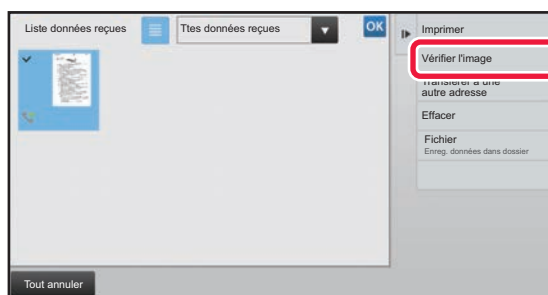 Liste données reçues
Ttes données reçues
OK
Imprimer
Vérifier l'image
Transférer à une
autre adresse
Effacer
Fichier
Enreg. données dans dossier
Tout annuler